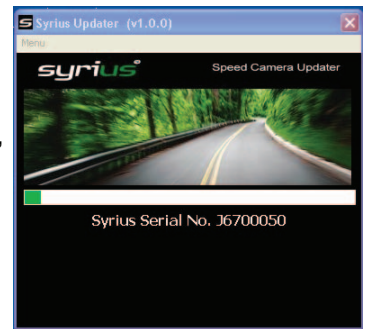 S Syrius Updater (v1.0.0)
Menu
syrius Speed Camera Updater
Syrius Serial No. J6700050